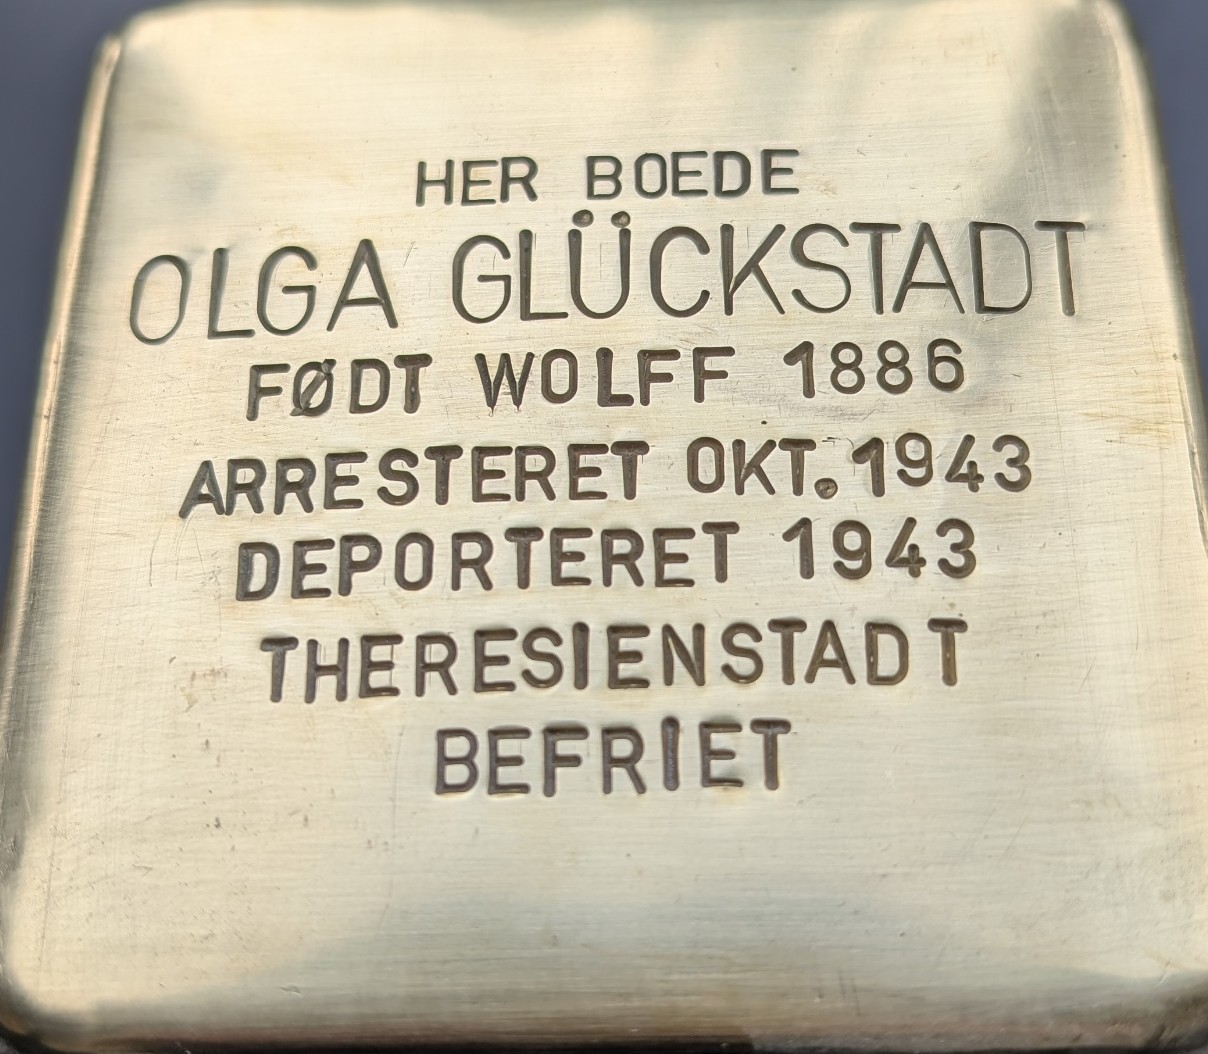 HER BOEDE
OLGA GLÜCKSTADT
FØDT WOLFF 1886
ARRESTERET OKT. 1943
DEPORTERET 1943
THERESIENSTADT
BEFRIET